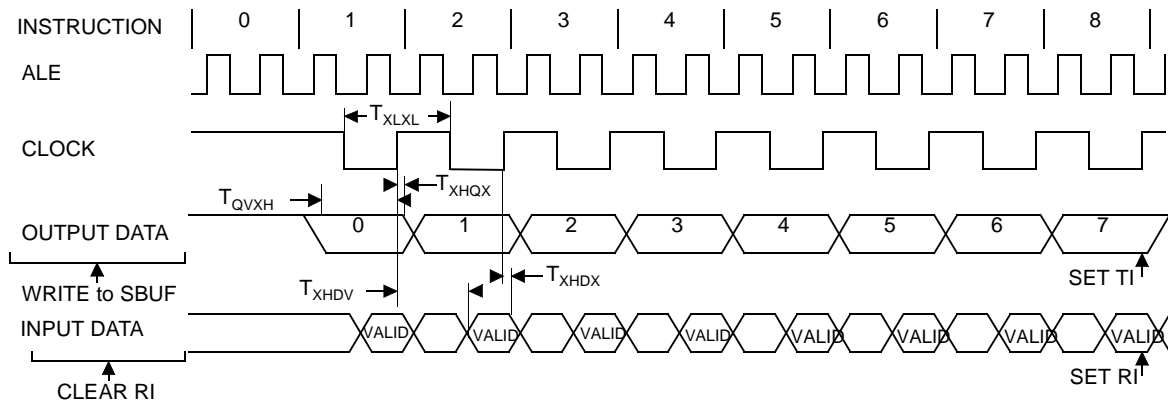 INSTRUCTION 0 1 2 3 4 5 6 7 8
ALE
T_XLXL
CLOCK
T_XHQX
T_QVXH
OUTPUT DATA 0 1 2 3 4 5 6 7
T_XHDX
SET TI
WRITE to SBUF
T_XHDV
INPUT DATA VALID VALID VALID VALID VALID VALID VALID VALID
SET RI
CLEAR RI